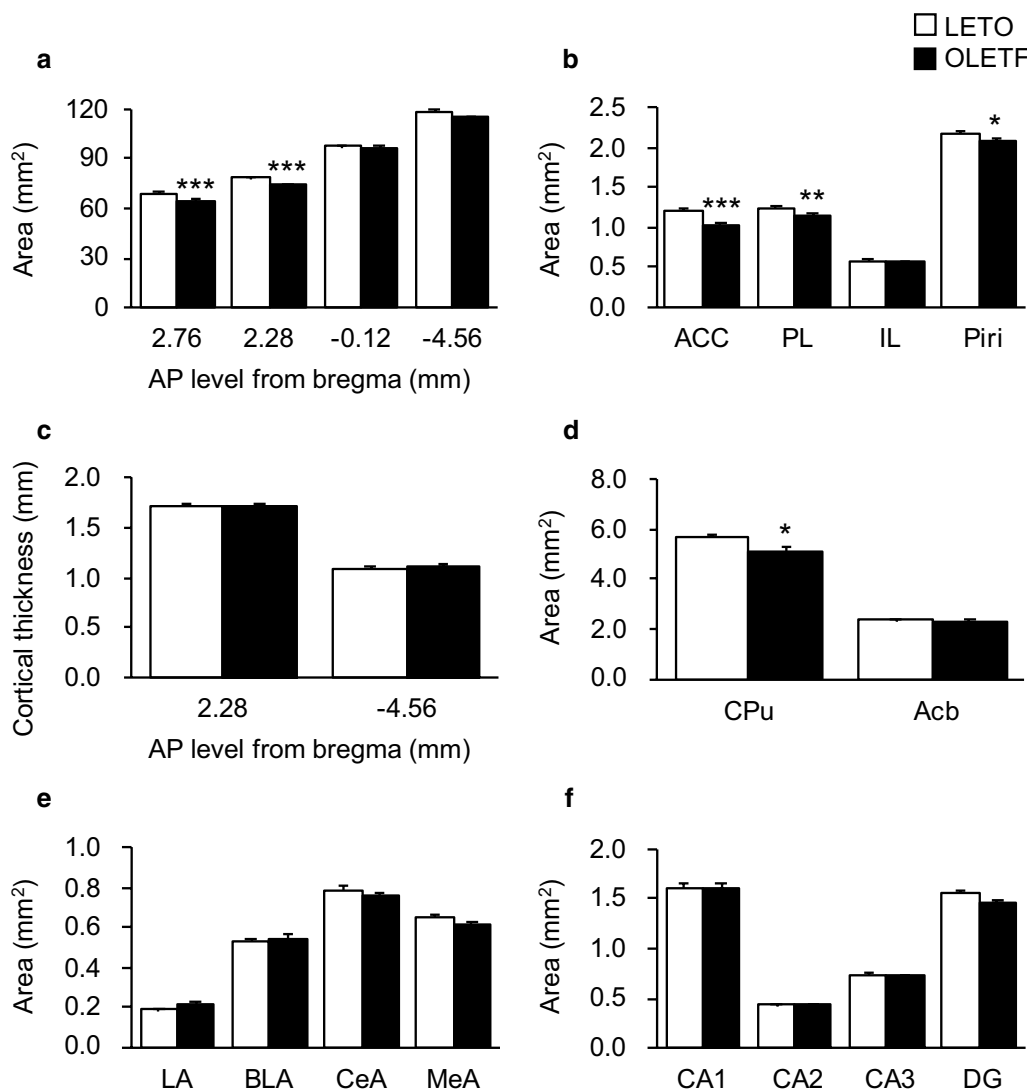 LETO
OLETF
a
120
90
60
30
0
Area (mm²)
***
***
2.76 2.28 -0.12 -4.56
AP level from bregma (mm)
b
2.5
2.0
1.5
1.0
0.5
0.0
Area (mm²)
***
**
*
ACC PL IL Piri
c
2.0
1.5
1.0
0.5
0.0
Cortical thickness (mm)
2.28 -4.56
AP level from bregma (mm)
d
8.0
6.0
4.0
2.0
0.0
Area (mm²)
*
CPu Acb
e
1.0
0.8
0.6
0.4
0.2
0.0
Area (mm²)
LA BLA CeA MeA
f
2.0
1.5
1.0
0.5
0.0
Area (mm²)
CA1 CA2 CA3 DG